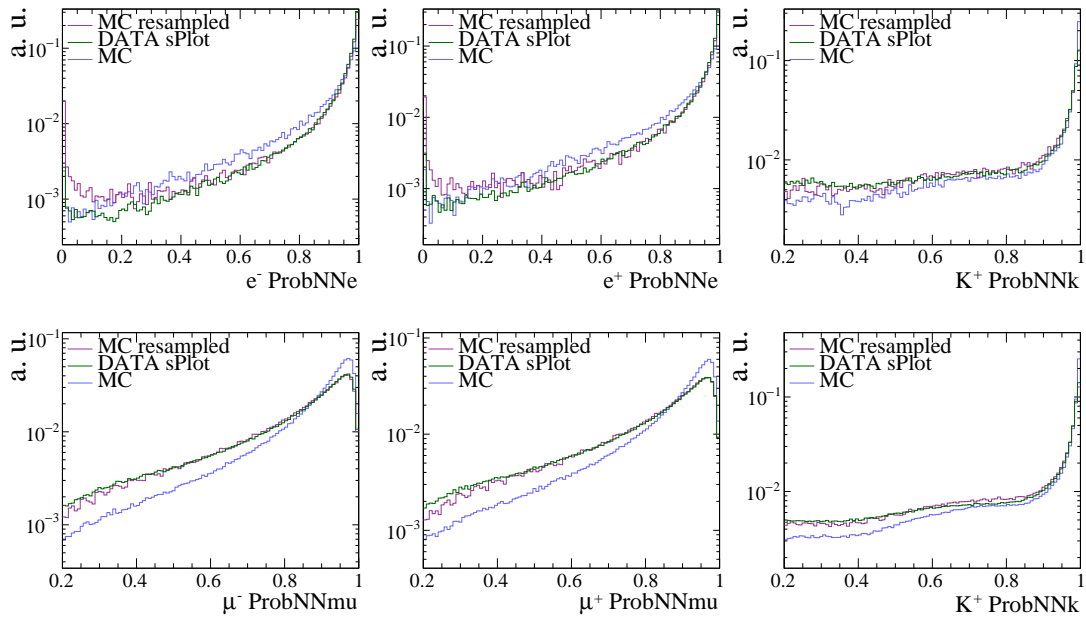 a. u.
MC resampled
DATA sPlot
MC
10⁻¹
10⁻²
10⁻³
0 0.2 0.4 0.6 0.8 1
e⁻ ProbNNe
a. u.
MC resampled
DATA sPlot
MC
10⁻¹
10⁻²
10⁻³
0 0.2 0.4 0.6 0.8 1
e⁺ ProbNNe
a. u.
MC resampled
DATA sPlot
MC
10⁻¹
10⁻²
0.2 0.4 0.6 0.8 1
K⁺ ProbNNk
a. u.
MC resampled
DATA sPlot
MC
10⁻¹
10⁻²
10⁻³
0.2 0.4 0.6 0.8 1
μ⁻ ProbNNmu
a. u.
MC resampled
DATA sPlot
MC
10⁻¹
10⁻²
10⁻³
0.2 0.4 0.6 0.8 1
μ⁺ ProbNNmu
a. u.
MC resampled
DATA sPlot
MC
10⁻¹
10⁻²
0.2 0.4 0.6 0.8 1
K⁺ ProbNNk